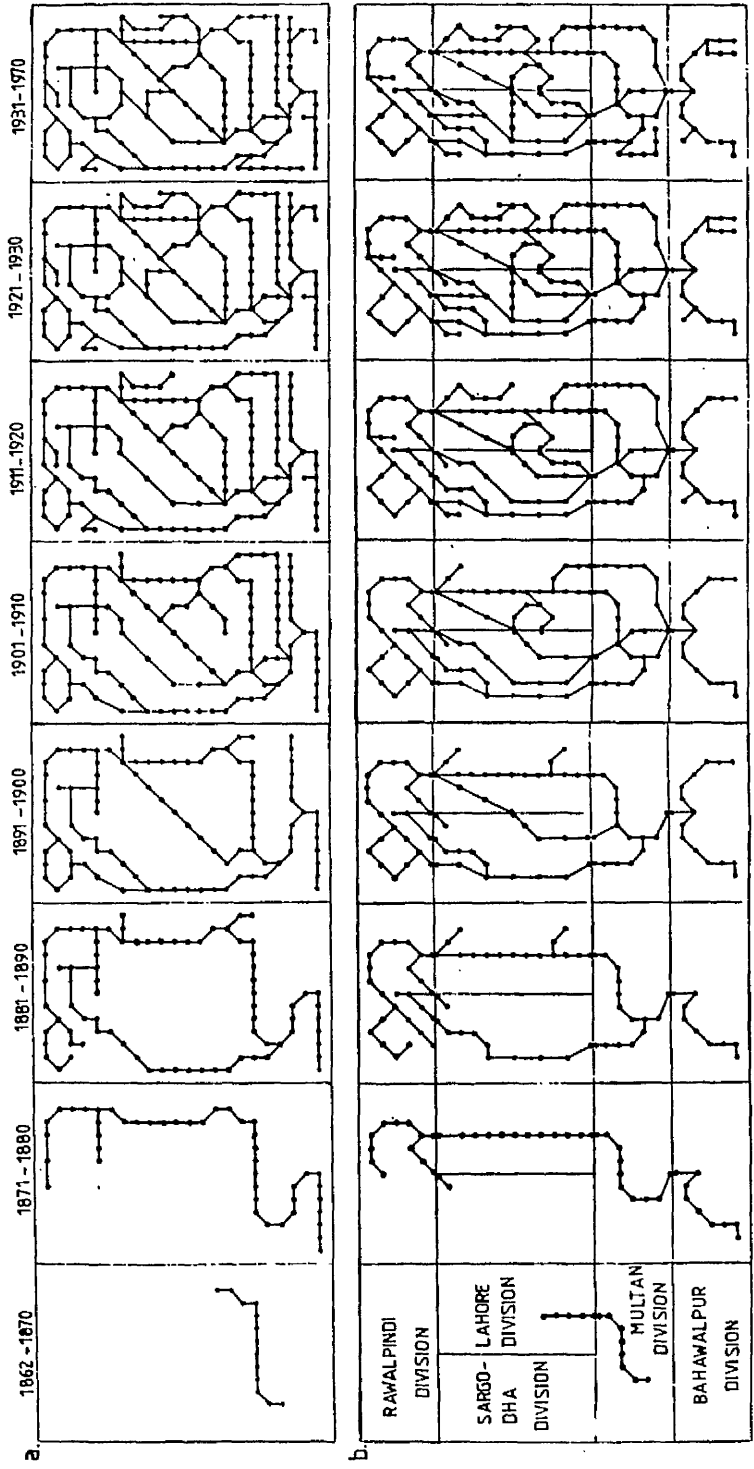 a.
1862-1870
1871-1880
1881-1890
1891-1900
1901-1910
1911-1920
1921-1930
1931-1970
b.
RAWALPINDI
DIVISION
SARGO-
DHA
DIVISION
LAHORE
DIVISION
MULTAN
DIVISION
BAHAWALPUR
DIVISION